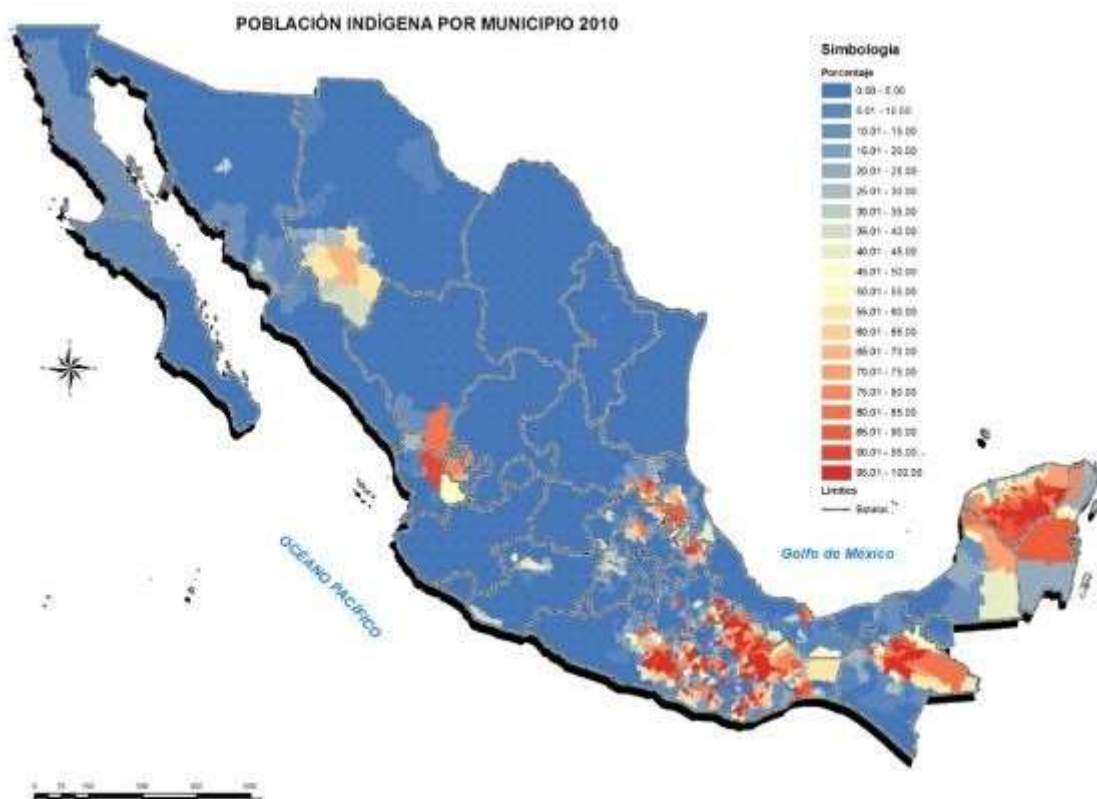 POBLACIÓN INDÍGENA POR MUNICIPIO 2010
Simbología
Porcentaje
0.00 - 5.00
5.01 - 10.00
10.01 - 15.00
15.01 - 20.00
20.01 - 25.00
25.01 - 30.00
30.01 - 35.00
35.01 - 40.00
40.01 - 45.00
45.01 - 50.00
50.01 - 55.00
55.01 - 60.00
60.01 - 65.00
65.01 - 70.00
70.01 - 75.00
75.01 - 80.00
80.01 - 85.00
85.01 - 90.00
90.01 - 95.00
95.01 - 100.00
Límites
Estatal
Golfo de México
OCÉANO PACÍFICO